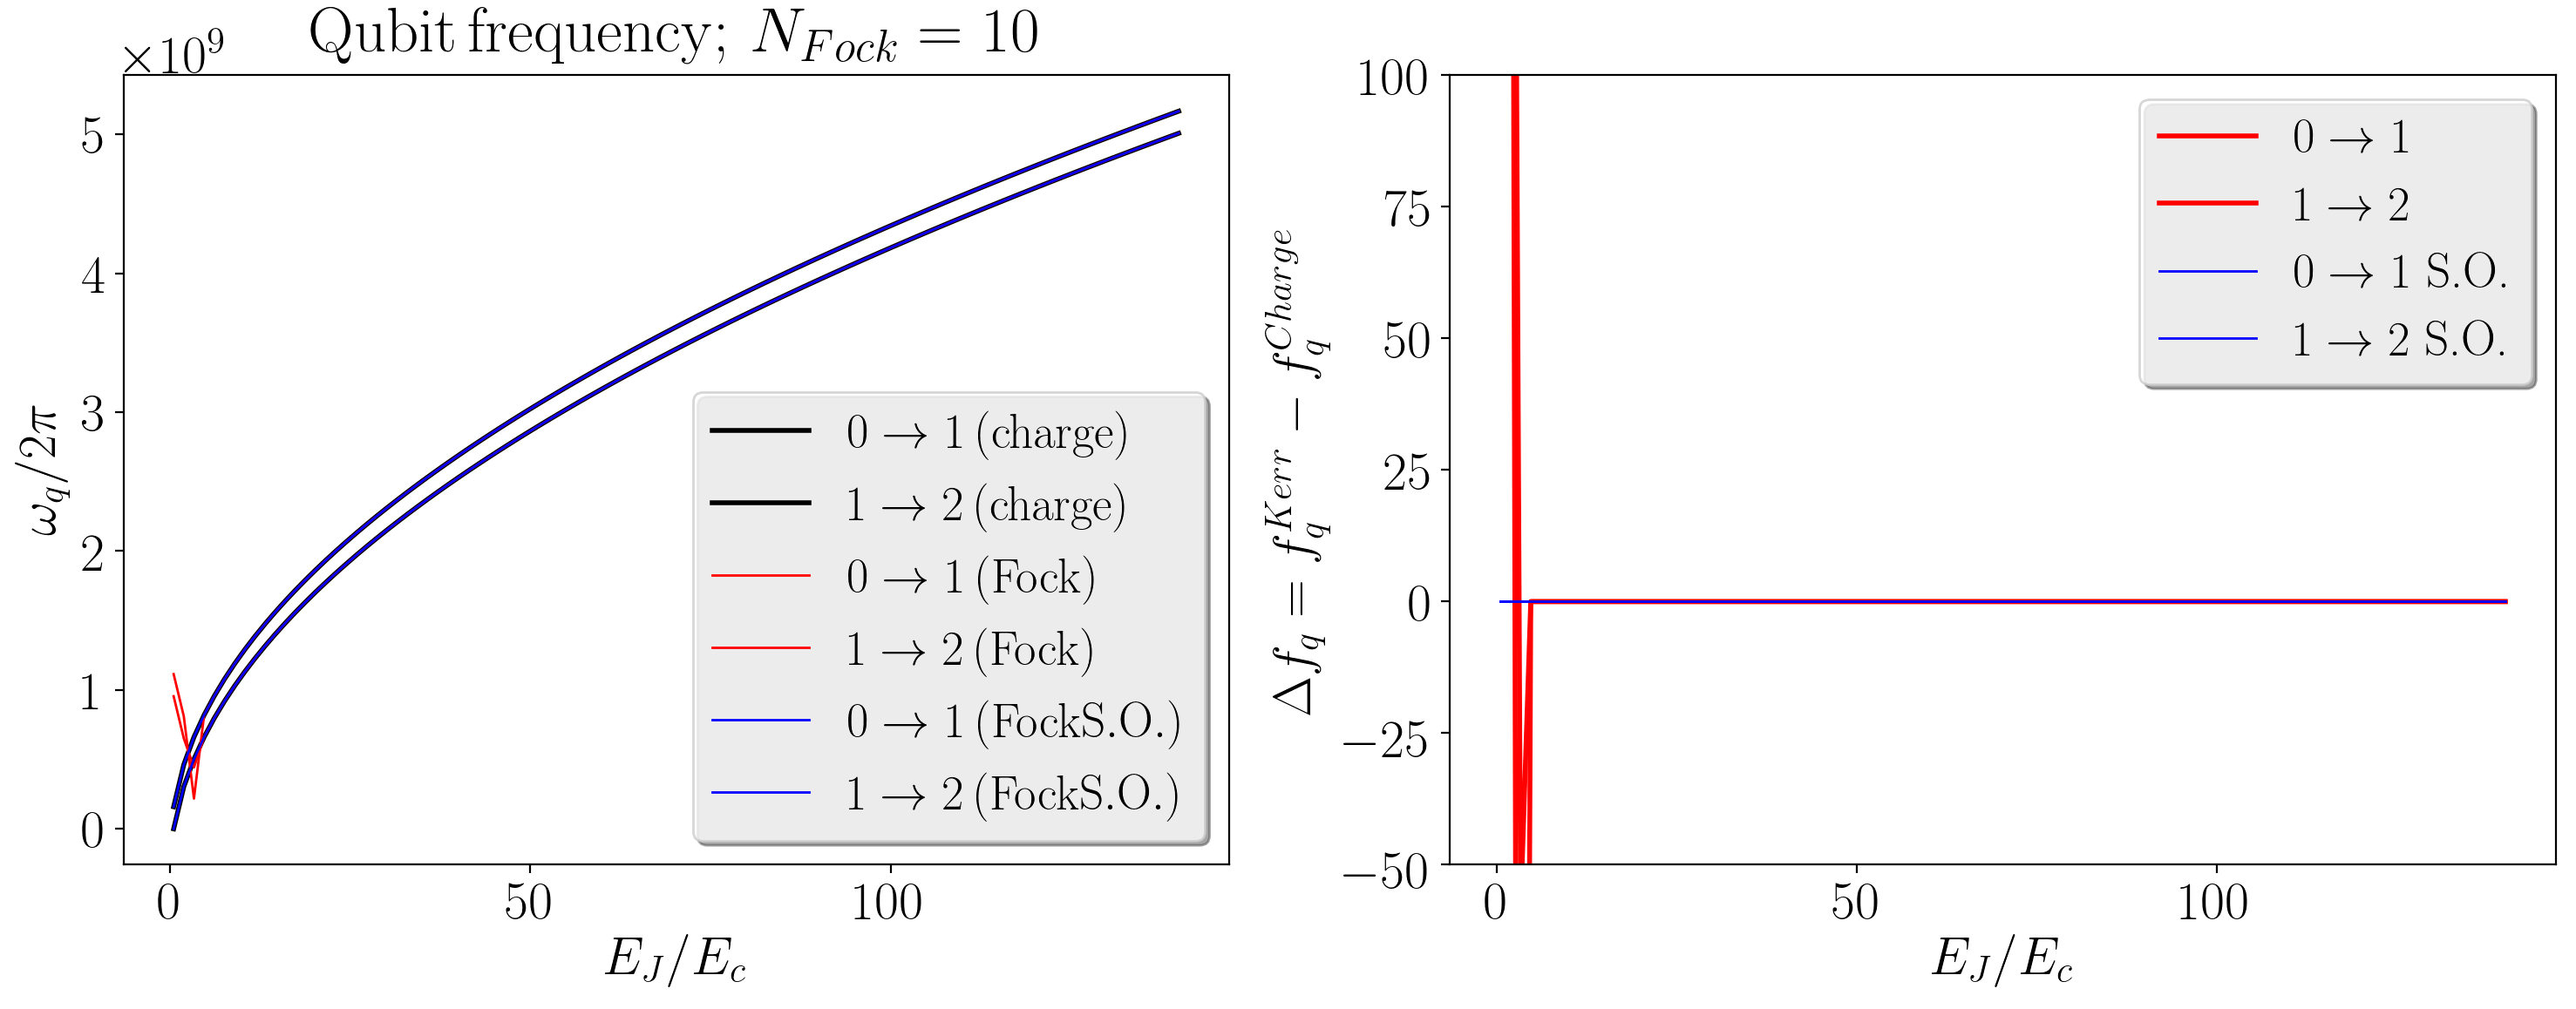 Qubit frequency; N_{Fock} = 10
×10^9
5
4
3
2
1
0
ω_q/2π
0 → 1 (charge)
1 → 2 (charge)
0 → 1 (Fock)
1 → 2 (Fock)
0 → 1 (FockS.O.)
1 → 2 (FockS.O.)
0 50 100
E_J/E_c
100
75
50
25
0
−25
−50
Δf_q = f_q^{Kerr} − f_q^{Charge}
0 → 1
1 → 2
0 → 1 S.O.
1 → 2 S.O.
0 50 100
E_J/E_c